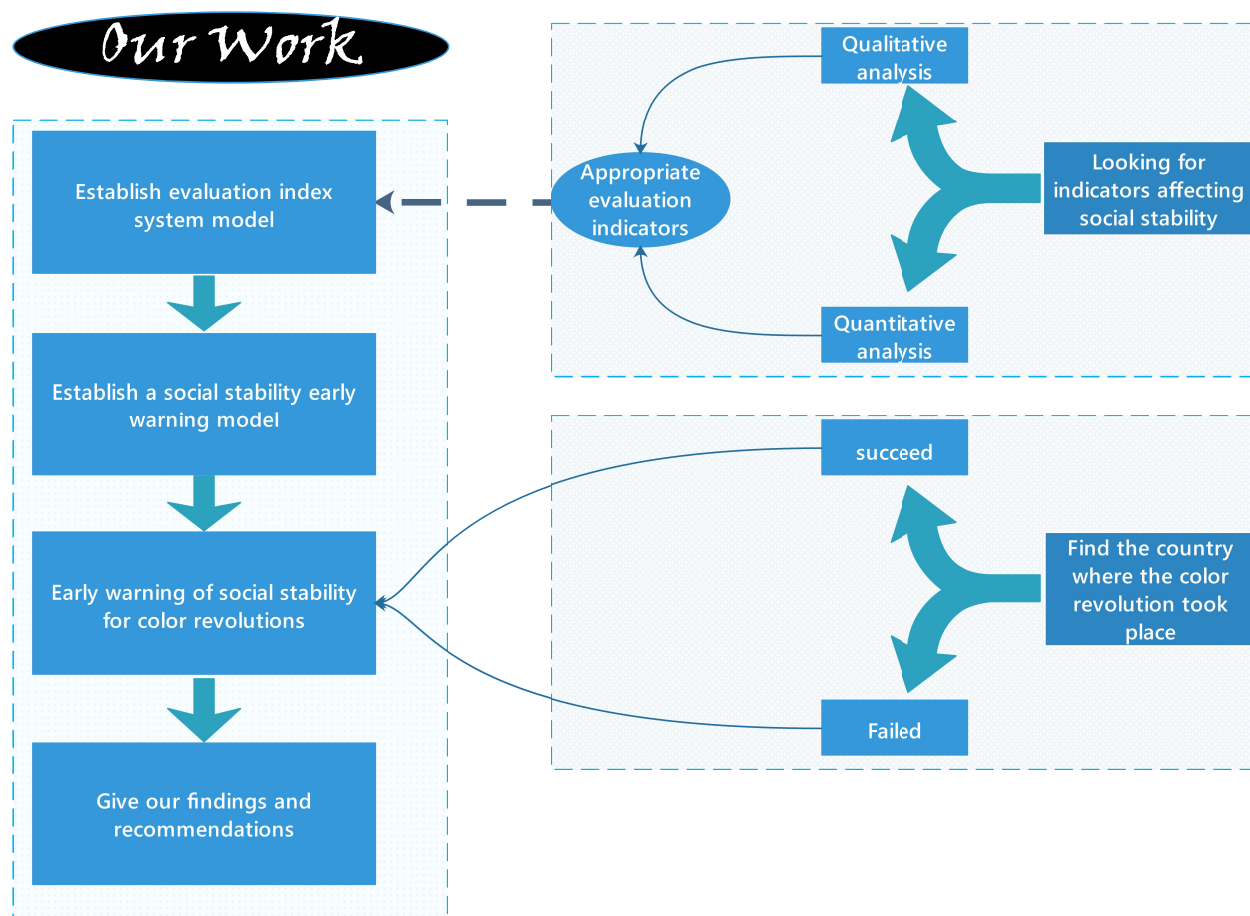 Our Work
Establish evaluation index
system model
Establish a social stability early
warning model
Early warning of social stability
for color revolutions
Give our findings and
recommendations
Qualitative
analysis
Appropriate
evaluation
indicators
Looking for
indicators affecting
social stability
Quantitative
analysis
succeed
Find the country
where the color
revolution took
place
Failed